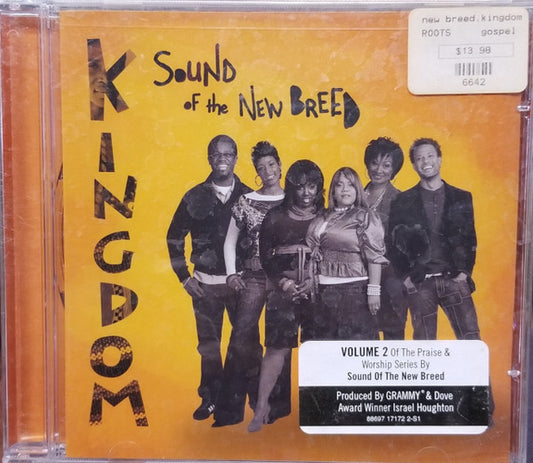 new breed.kingdom
ROOTS gospel
$13.98
6642
KINGDOM
SOUND
of the NEW BREED
VOLUME 2 Of The Praise &
Worship Series By
Sound Of The New Breed
Produced By GRAMMY® & Dove
Award Winner Israel Houghton
88697 17172 2-S1